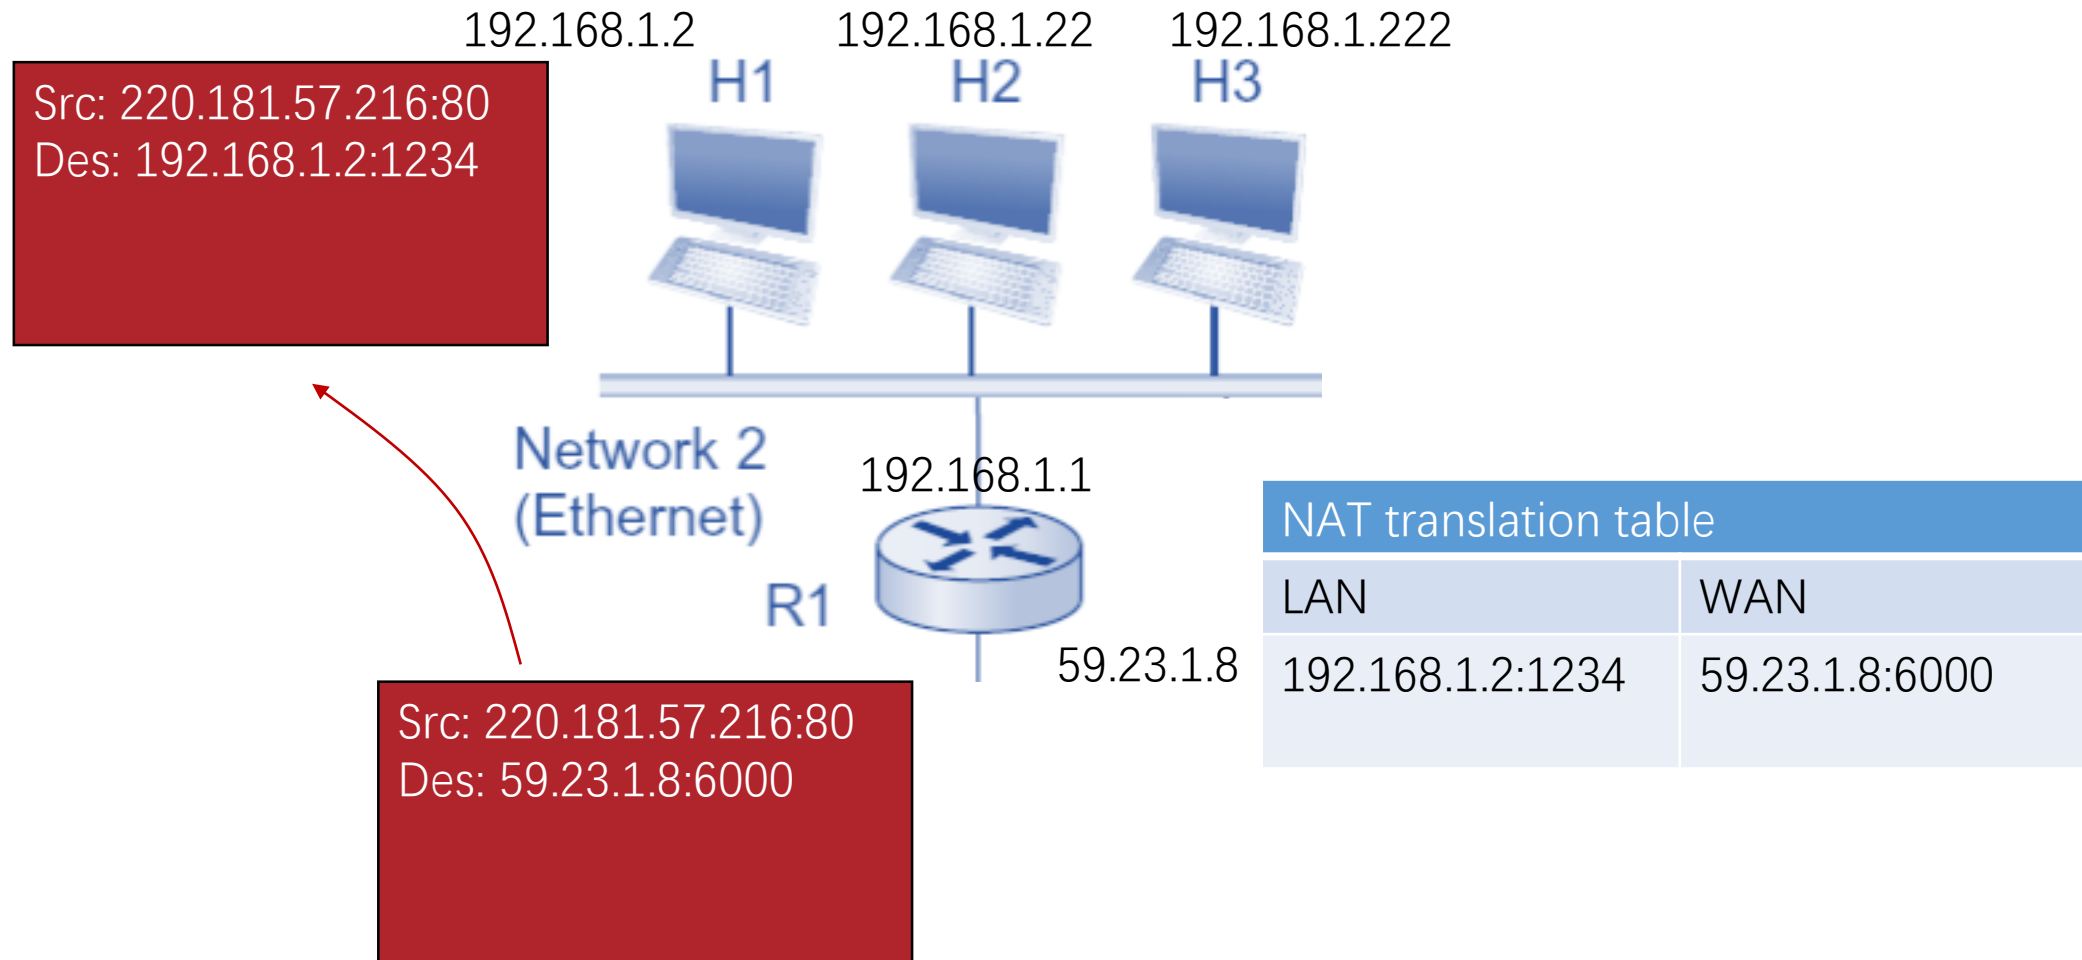 192.168.1.2
192.168.1.22
192.168.1.222
H1
H2
H3
Src: 220.181.57.216:80
Des: 192.168.1.2:1234
Network 2
(Ethernet)
192.168.1.1
R1
59.23.1.8
NAT translation table
LAN
WAN
192.168.1.2:1234
59.23.1.8:6000
Src: 220.181.57.216:80
Des: 59.23.1.8:6000